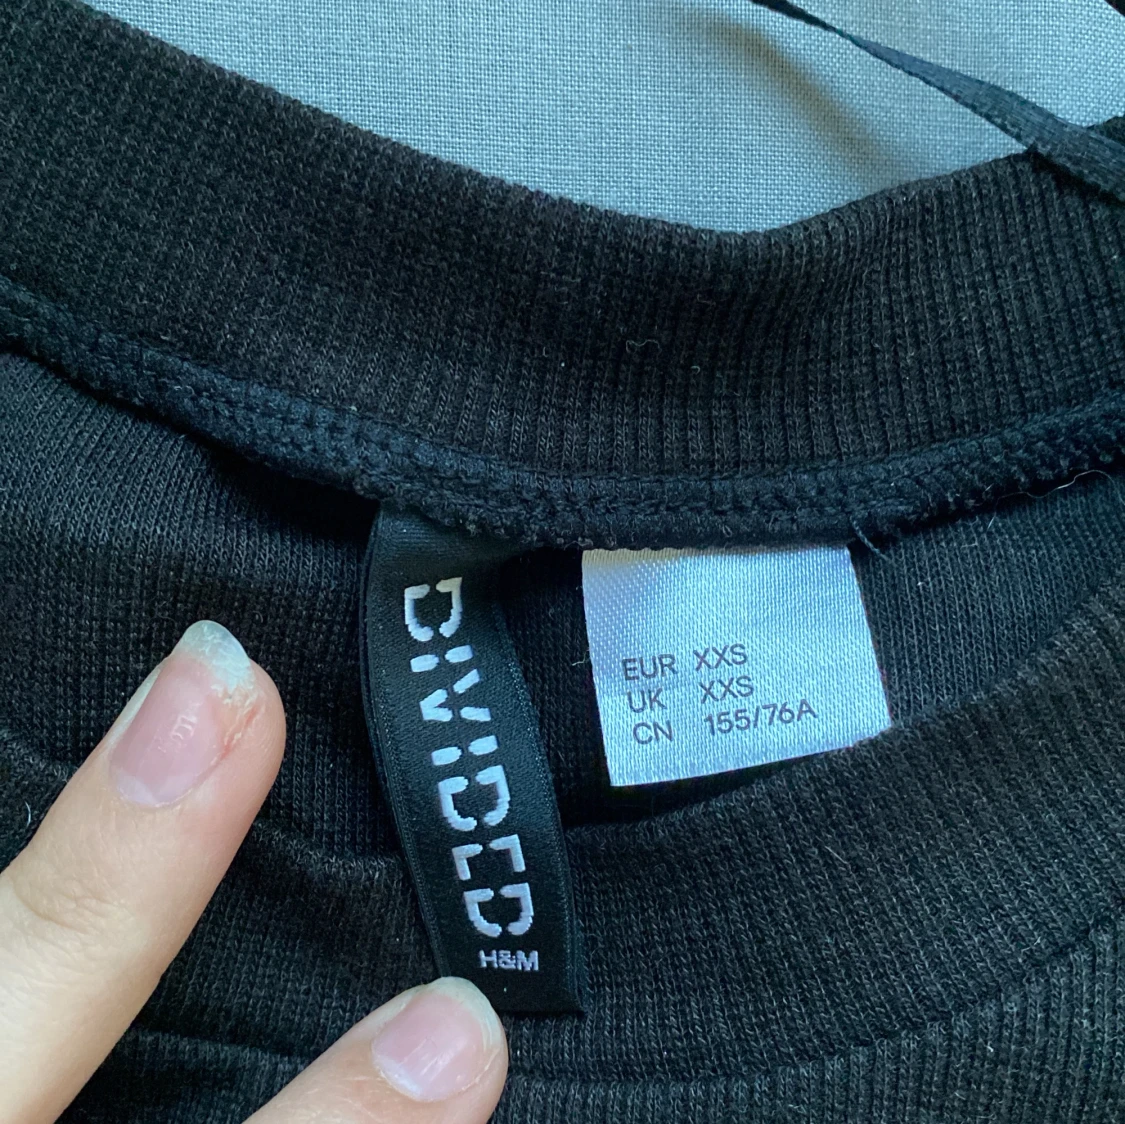 DIVIDED
H&M
EUR XXS
UK XXS
CN 155/76A